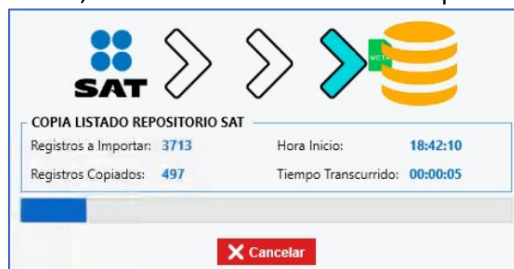 SAT
META
COPIA LISTADO REPOSITORIO SAT
Registros a Importar: 3713 Hora Inicio: 18:42:10
Registros Copiados: 497 Tiempo Transcurrido: 00:00:05
Cancelar